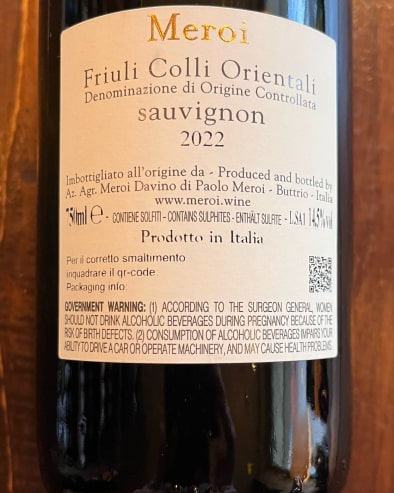 Meroi
Friuli Colli Orientali
Denominazione di Origine Controllata
sauvignon
2022
Imbottigliato all'origine da - Produced and bottled by
Az. Agr. Meroi Davino di Paolo Meroi - Buttrio - Italia
www.meroi.wine
750ml e - CONTIENE SOLFITI - CONTAINS SULPHITES - ENTHÄLT SULFITE - L.SA1 14,5%vol
Prodotto in Italia
Per il corretto smaltimento
inquadrare il qr-code.
Packaging info:
GOVERNMENT WARNING: (1) ACCORDING TO THE SURGEON GENERAL, WOMEN
SHOULD NOT DRINK ALCOHOLIC BEVERAGES DURING PREGNANCY BECAUSE OF THE
RISK OF BIRTH DEFECTS. (2) CONSUMPTION OF ALCOHOLIC BEVERAGES IMPAIRS YOUR
ABILITY TO DRIVE A CAR OR OPERATE MACHINERY, AND MAY CAUSE HEALTH PROBLEMS.